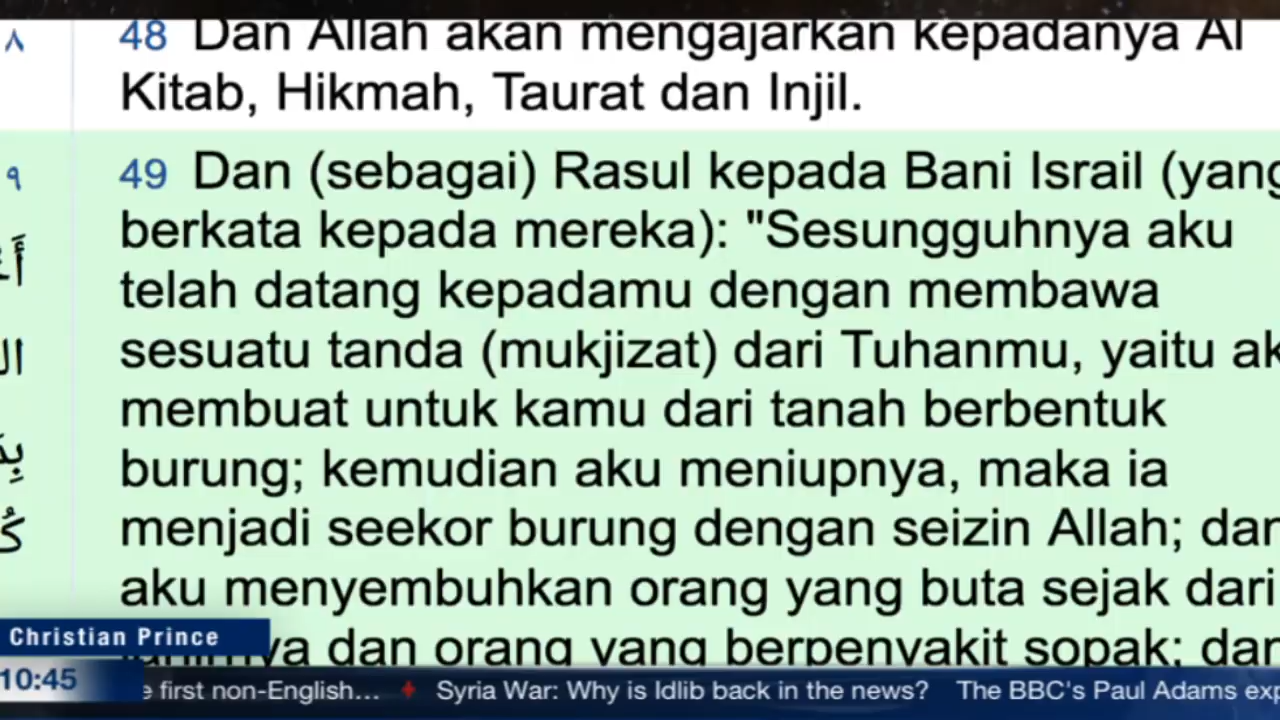 ٨
48 Dan Allah akan mengajarkan kepadanya Al
Kitab, Hikmah, Taurat dan Injil.
٩
49 Dan (sebagai) Rasul kepada Bani Israil (yang
berkata kepada mereka): "Sesungguhnya aku
telah datang kepadamu dengan membawa
sesuatu tanda (mukjizat) dari Tuhanmu, yaitu
membuat untuk kamu dari tanah berbentuk
burung; kemudian aku meniupnya, maka ia
menjadi seekor burung dengan seizin Allah; dan
aku menyembuhkan orang yang buta sejak dari
dan orang yang berpenyakit sopak; dan
Christian Prince
10:45
e first non-English... Syria War: Why is Idlib back in the news? The BBC's Paul Adams